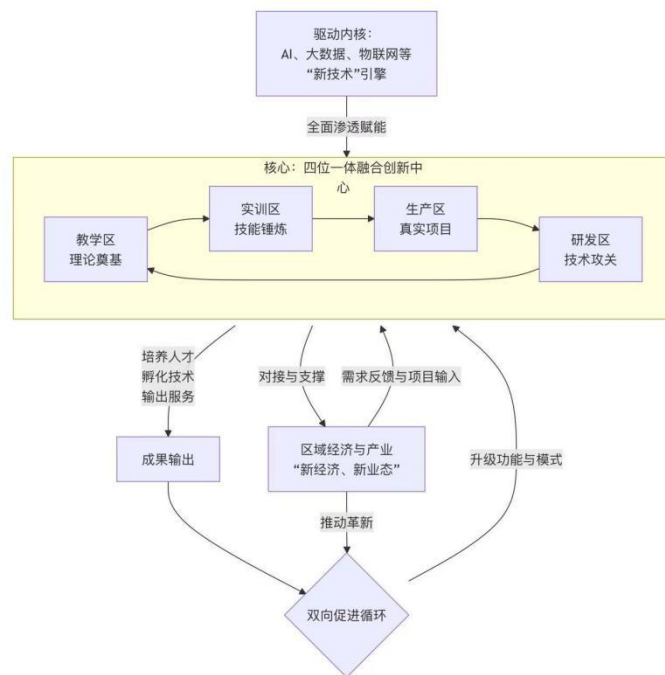 驱动内核：
AI、大数据、物联网等
“新技术”引擎
全面渗透赋能
核心：四位一体融合创新中
心
实训区
技能锤炼
生产区
真实项目
教学区
理论奠基
研发区
技术攻关
培养人才
孵化技术
输出服务
对接与支撑
需求反馈与项目输入
成果输出
区域经济与产业
“新经济、新业态”
升级功能与模式
推动革新
双向促进循环